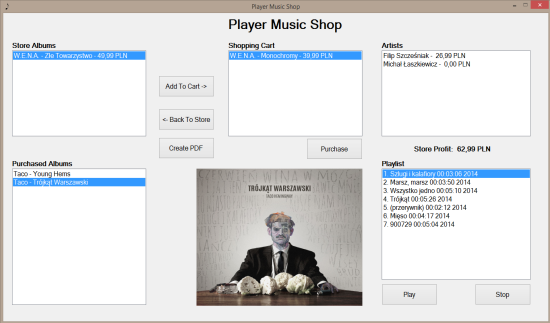 Player Music Shop
Player Music Shop
Store Albums
W.E.N.A. - Złe Towarzystwo - 49,99 PLN
Shopping Cart
W.E.N.A. - Monochromy - 39,99 PLN
Artists
Filip Szcześniak - 26,99 PLN
Michał Łaszkiewicz - 0,00 PLN
Add To Cart ->
<- Back To Store
Create PDF
Purchase
Store Profit: 62,99 PLN
Purchased Albums
Taco - Young Hems
Taco - Trójkąt Warszawski
TRÓJKĄT WARSZAWSKI
TACO HEMINGWAY
Playlist
1. Szlugi i kalafiory 00:03:06 2014
2. Marsz, marsz 00:03:50 2014
3. Wszystko jedno 00:05:10 2014
4. Trójkąt 00:05:26 2014
5. (przerywnik) 00:02:12 2014
6. Mięso 00:04:17 2014
7. 900729 00:05:04 2014
Play
Stop